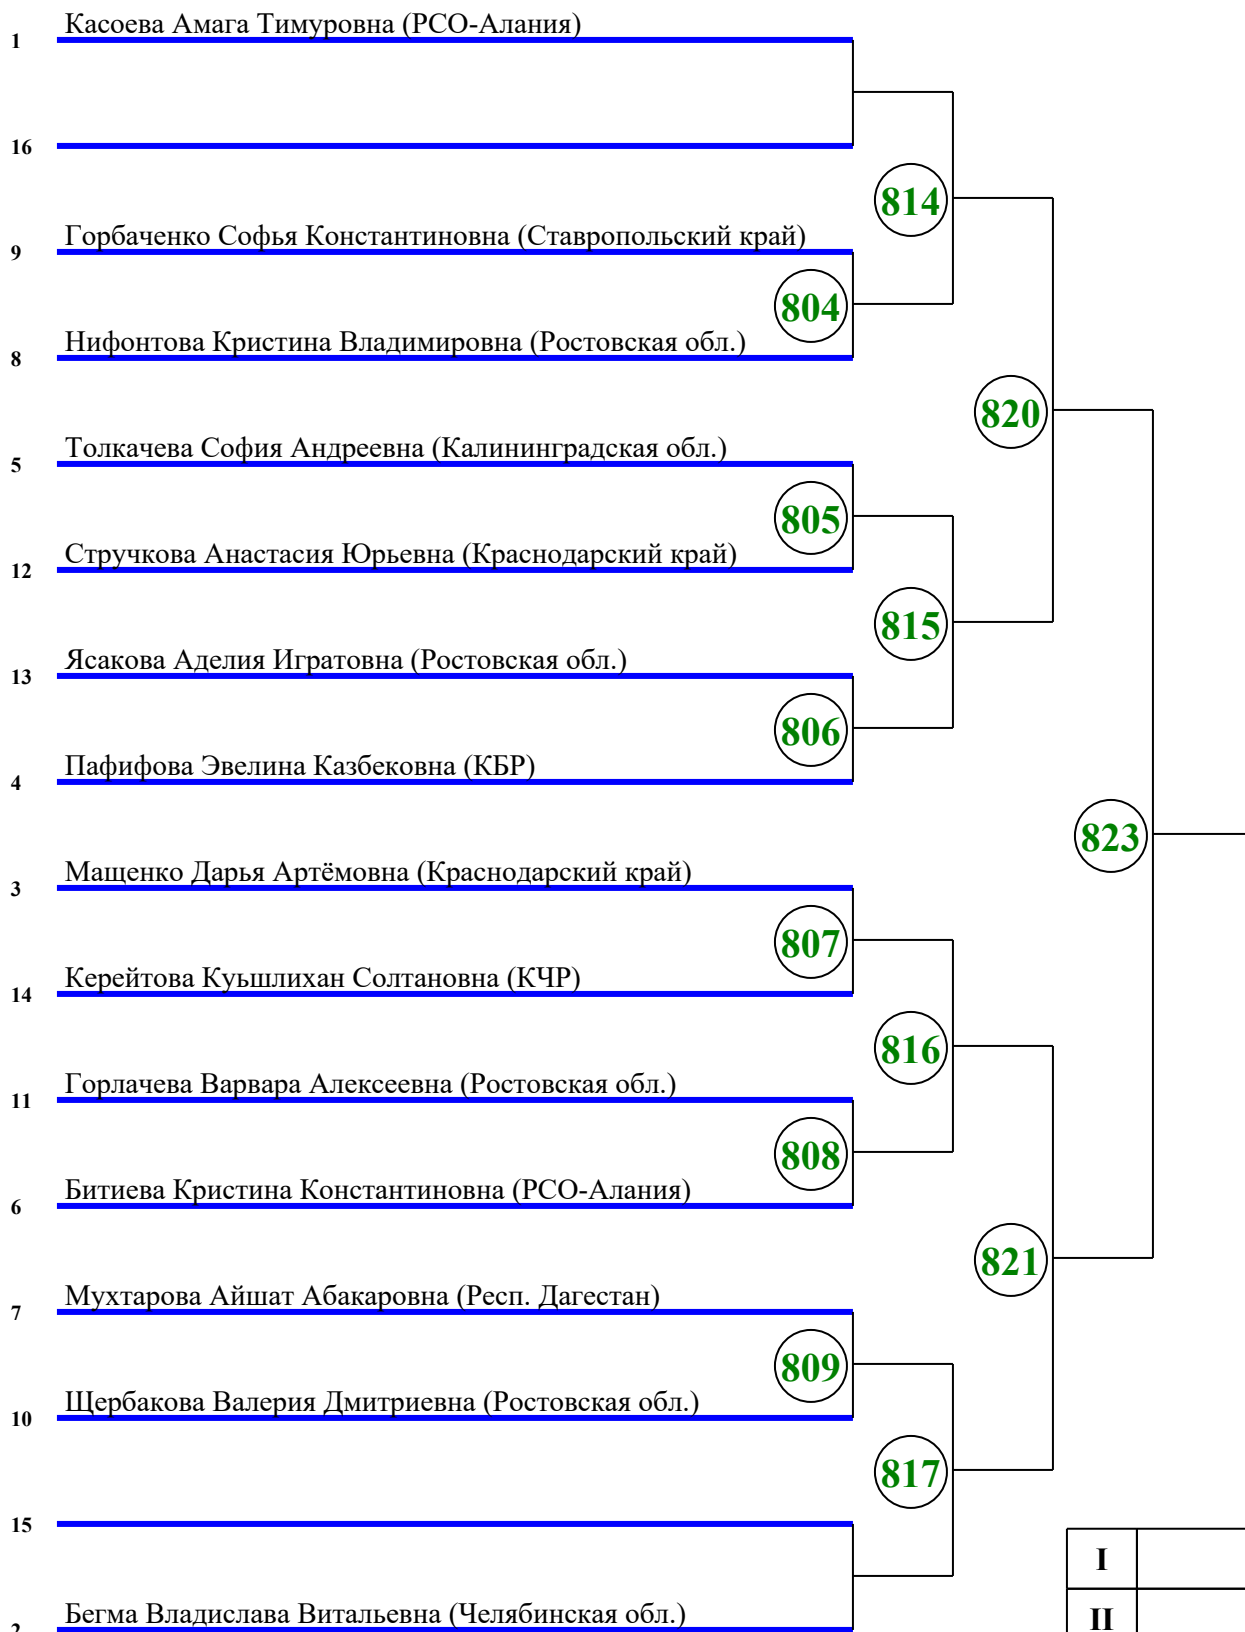 Касоева Амага Тимуровна (РСО-Алания)
1
16
814
Горбаченко Софья Константиновна (Ставропольский край)
9
804
Нифонтова Кристина Владимировна (Ростовская обл.)
8
820
Толкачева София Андреевна (Калининградская обл.)
5
805
Стручкова Анастасия Юрьевна (Краснодарский край)
12
815
Ясакова Аделия Игратовна (Ростовская обл.)
13
806
Пафифова Эвелина Казбековна (КБР)
4
823
Мащенко Дарья Артёмовна (Краснодарский край)
3
807
Керейтова Куьшлихан Солтановна (КЧР)
14
816
Горлачева Варвара Алексеевна (Ростовская обл.)
11
808
Битиева Кристина Константиновна (РСО-Алания)
6
821
Мухтарова Айшат Абакаровна (Респ. Дагестан)
7
809
Щербакова Валерия Дмитриевна (Ростовская обл.)
10
817
15
I
Бегма Владислава Витальевна (Челябинская обл.)
2
II